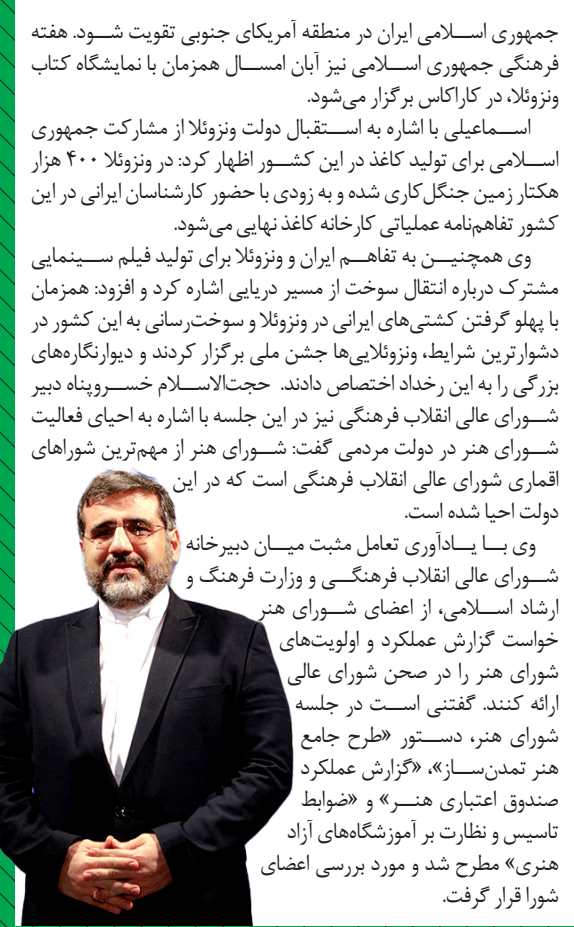 جمهوری اسلامی ایران در منطقه آمریکای جنوبی تقویت شود. هفته
فرهنگی جمهوری اسلامی نیز آبان امسال همزمان با نمایشگاه کتاب
ونزوئلا، در کاراکاس برگزار می‌شود.
اسماعیلی با اشاره به استقبال دولت ونزوئلا از مشارکت جمهوری
اسلامی برای تولید کاغذ در این کشور اظهار کرد: در ونزوئلا ۴۰۰ هزار
هکتار زمین جنگل‌کاری شده و به زودی با حضور کارشناسان ایرانی در این
کشور تفاهم‌نامه عملیاتی کارخانه کاغذ نهایی می‌شود.
وی همچنین به تفاهم ایران و ونزوئلا برای تولید فیلم سینمایی
مشترک درباره انتقال سوخت از مسیر دریایی اشاره کرد و افزود: همزمان
با پهلو گرفتن کشتی‌های ایرانی در ونزوئلا و سوخت‌رسانی به این کشور در
دشوارترین شرایط، ونزوئلایی‌ها جشن ملی برگزار کردند و دیوارنگاره‌های
بزرگی را به این رخداد اختصاص دادند. حجت‌الاسلام خسروپناه دبیر
شورای عالی انقلاب فرهنگی نیز در این جلسه با اشاره به احیای فعالیت
شورای هنر در دولت مردمی گفت: شورای هنر از مهم‌ترین شوراهای
اقماری شورای عالی انقلاب فرهنگی است که در این
دولت احیا شده است.
وی با یادآوری تعامل مثبت میان دبیرخانه
شورای عالی انقلاب فرهنگی و وزارت فرهنگ و
ارشاد اسلامی، از اعضای شورای هنر
خواست گزارش عملکرد و اولویت‌های
شورای هنر را در صحن شورای عالی
ارائه کنند. گفتنی است در جلسه
شورای هنر، دستور «طرح جامع
هنر تمدن‌ساز»، «گزارش عملکرد
صندوق اعتباری هنر» و «ضوابط
تاسیس و نظارت بر آموزشگاه‌های آزاد
هنری» مطرح شد و مورد بررسی اعضای
شورا قرار گرفت.